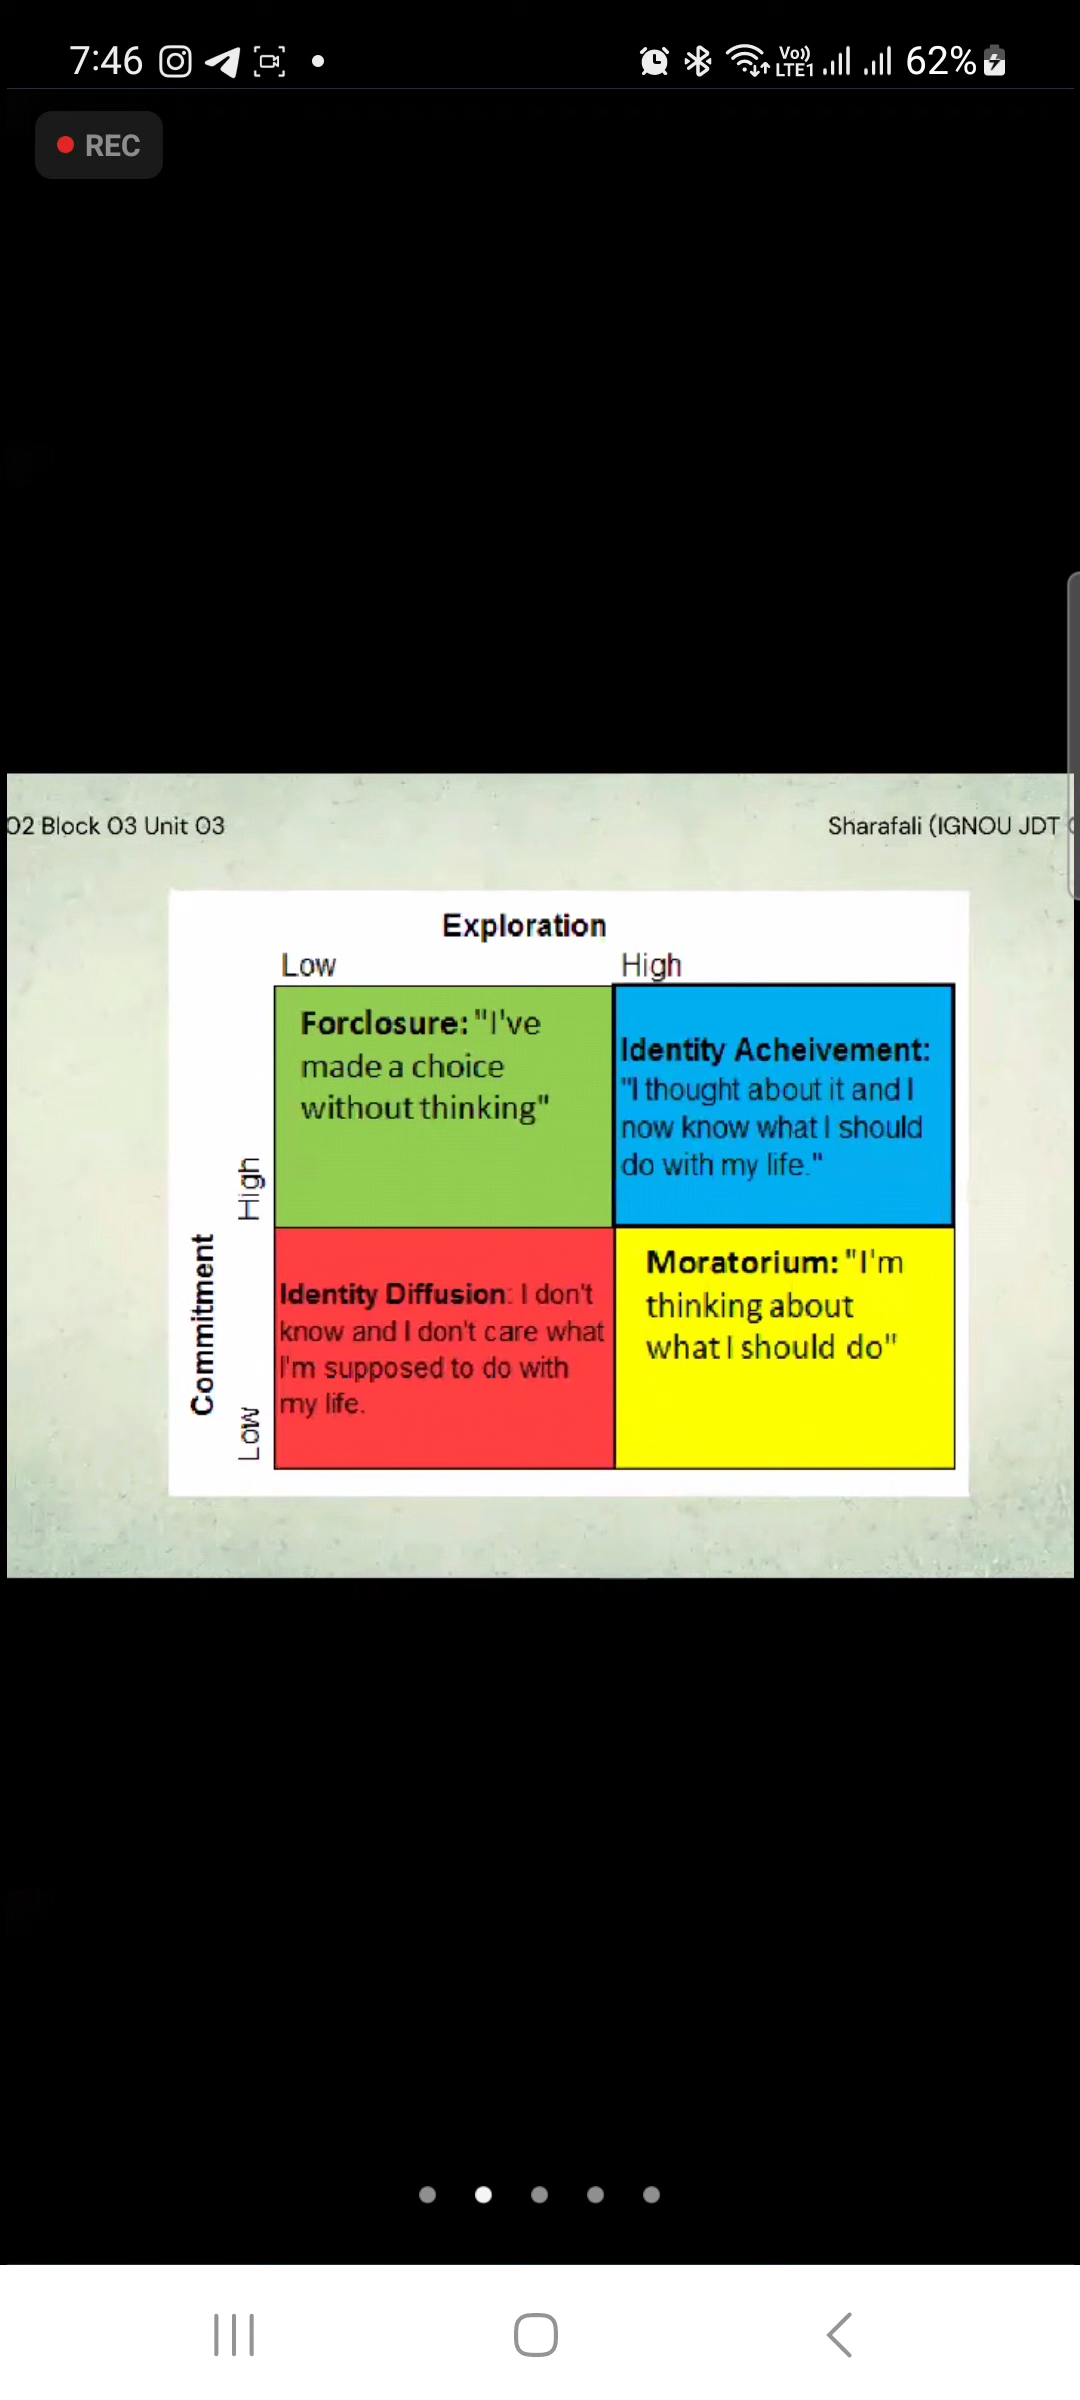 7:46
Vo))
LTE1
62%
REC
02 Block 03 Unit 03
Sharafali (IGNOU JDT
Exploration
Low
High
Forclosure: "I've
made a choice
without thinking"
Identity Acheivement:
"I thought about it and I
now know what I should
do with my life."
High
Commitment
Low
Identity Diffusion: I don't
know and I don't care what
I'm supposed to do with
my life.
Moratorium: "I'm
thinking about
what I should do"